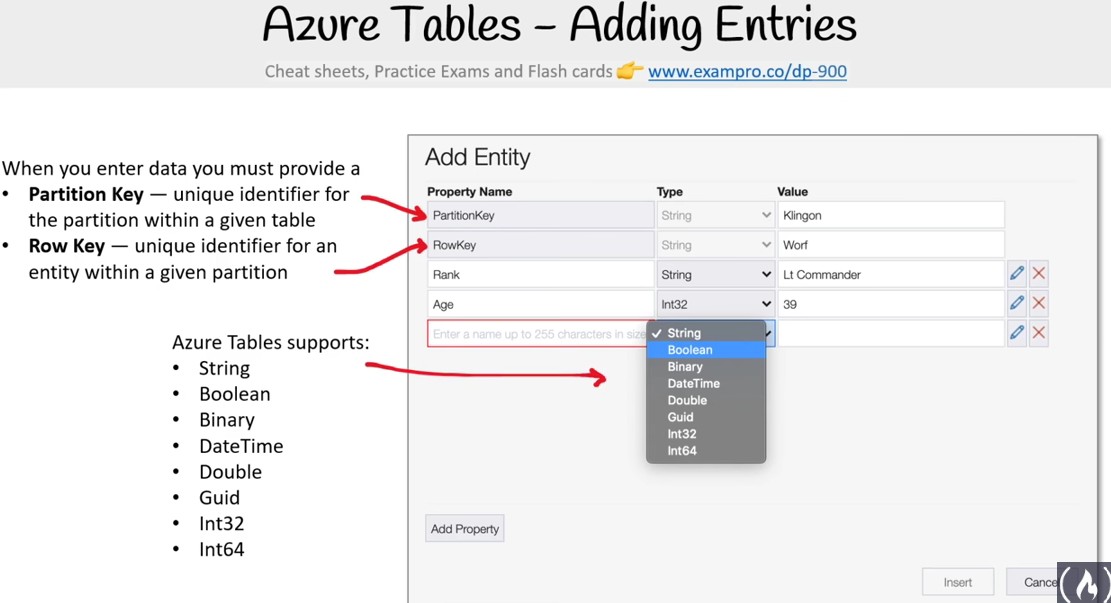 Azure Tables – Adding Entries
Cheat sheets, Practice Exams and Flash cards 👉 www.exampro.co/dp-900
When you enter data you must provide a
• Partition Key — unique identifier for
the partition within a given table
• Row Key — unique identifier for an
entity within a given partition
Azure Tables supports:
• String
• Boolean
• Binary
• DateTime
• Double
• Guid
• Int32
• Int64
Add Entity
Property Name Type Value
PartitionKey String Klingon
RowKey String Worf
Rank String Lt Commander
Age Int32 39
Enter a name up to 255 characters in size
✓ String
Boolean
Binary
DateTime
Double
Guid
Int32
Int64
Add Property
Insert Cance